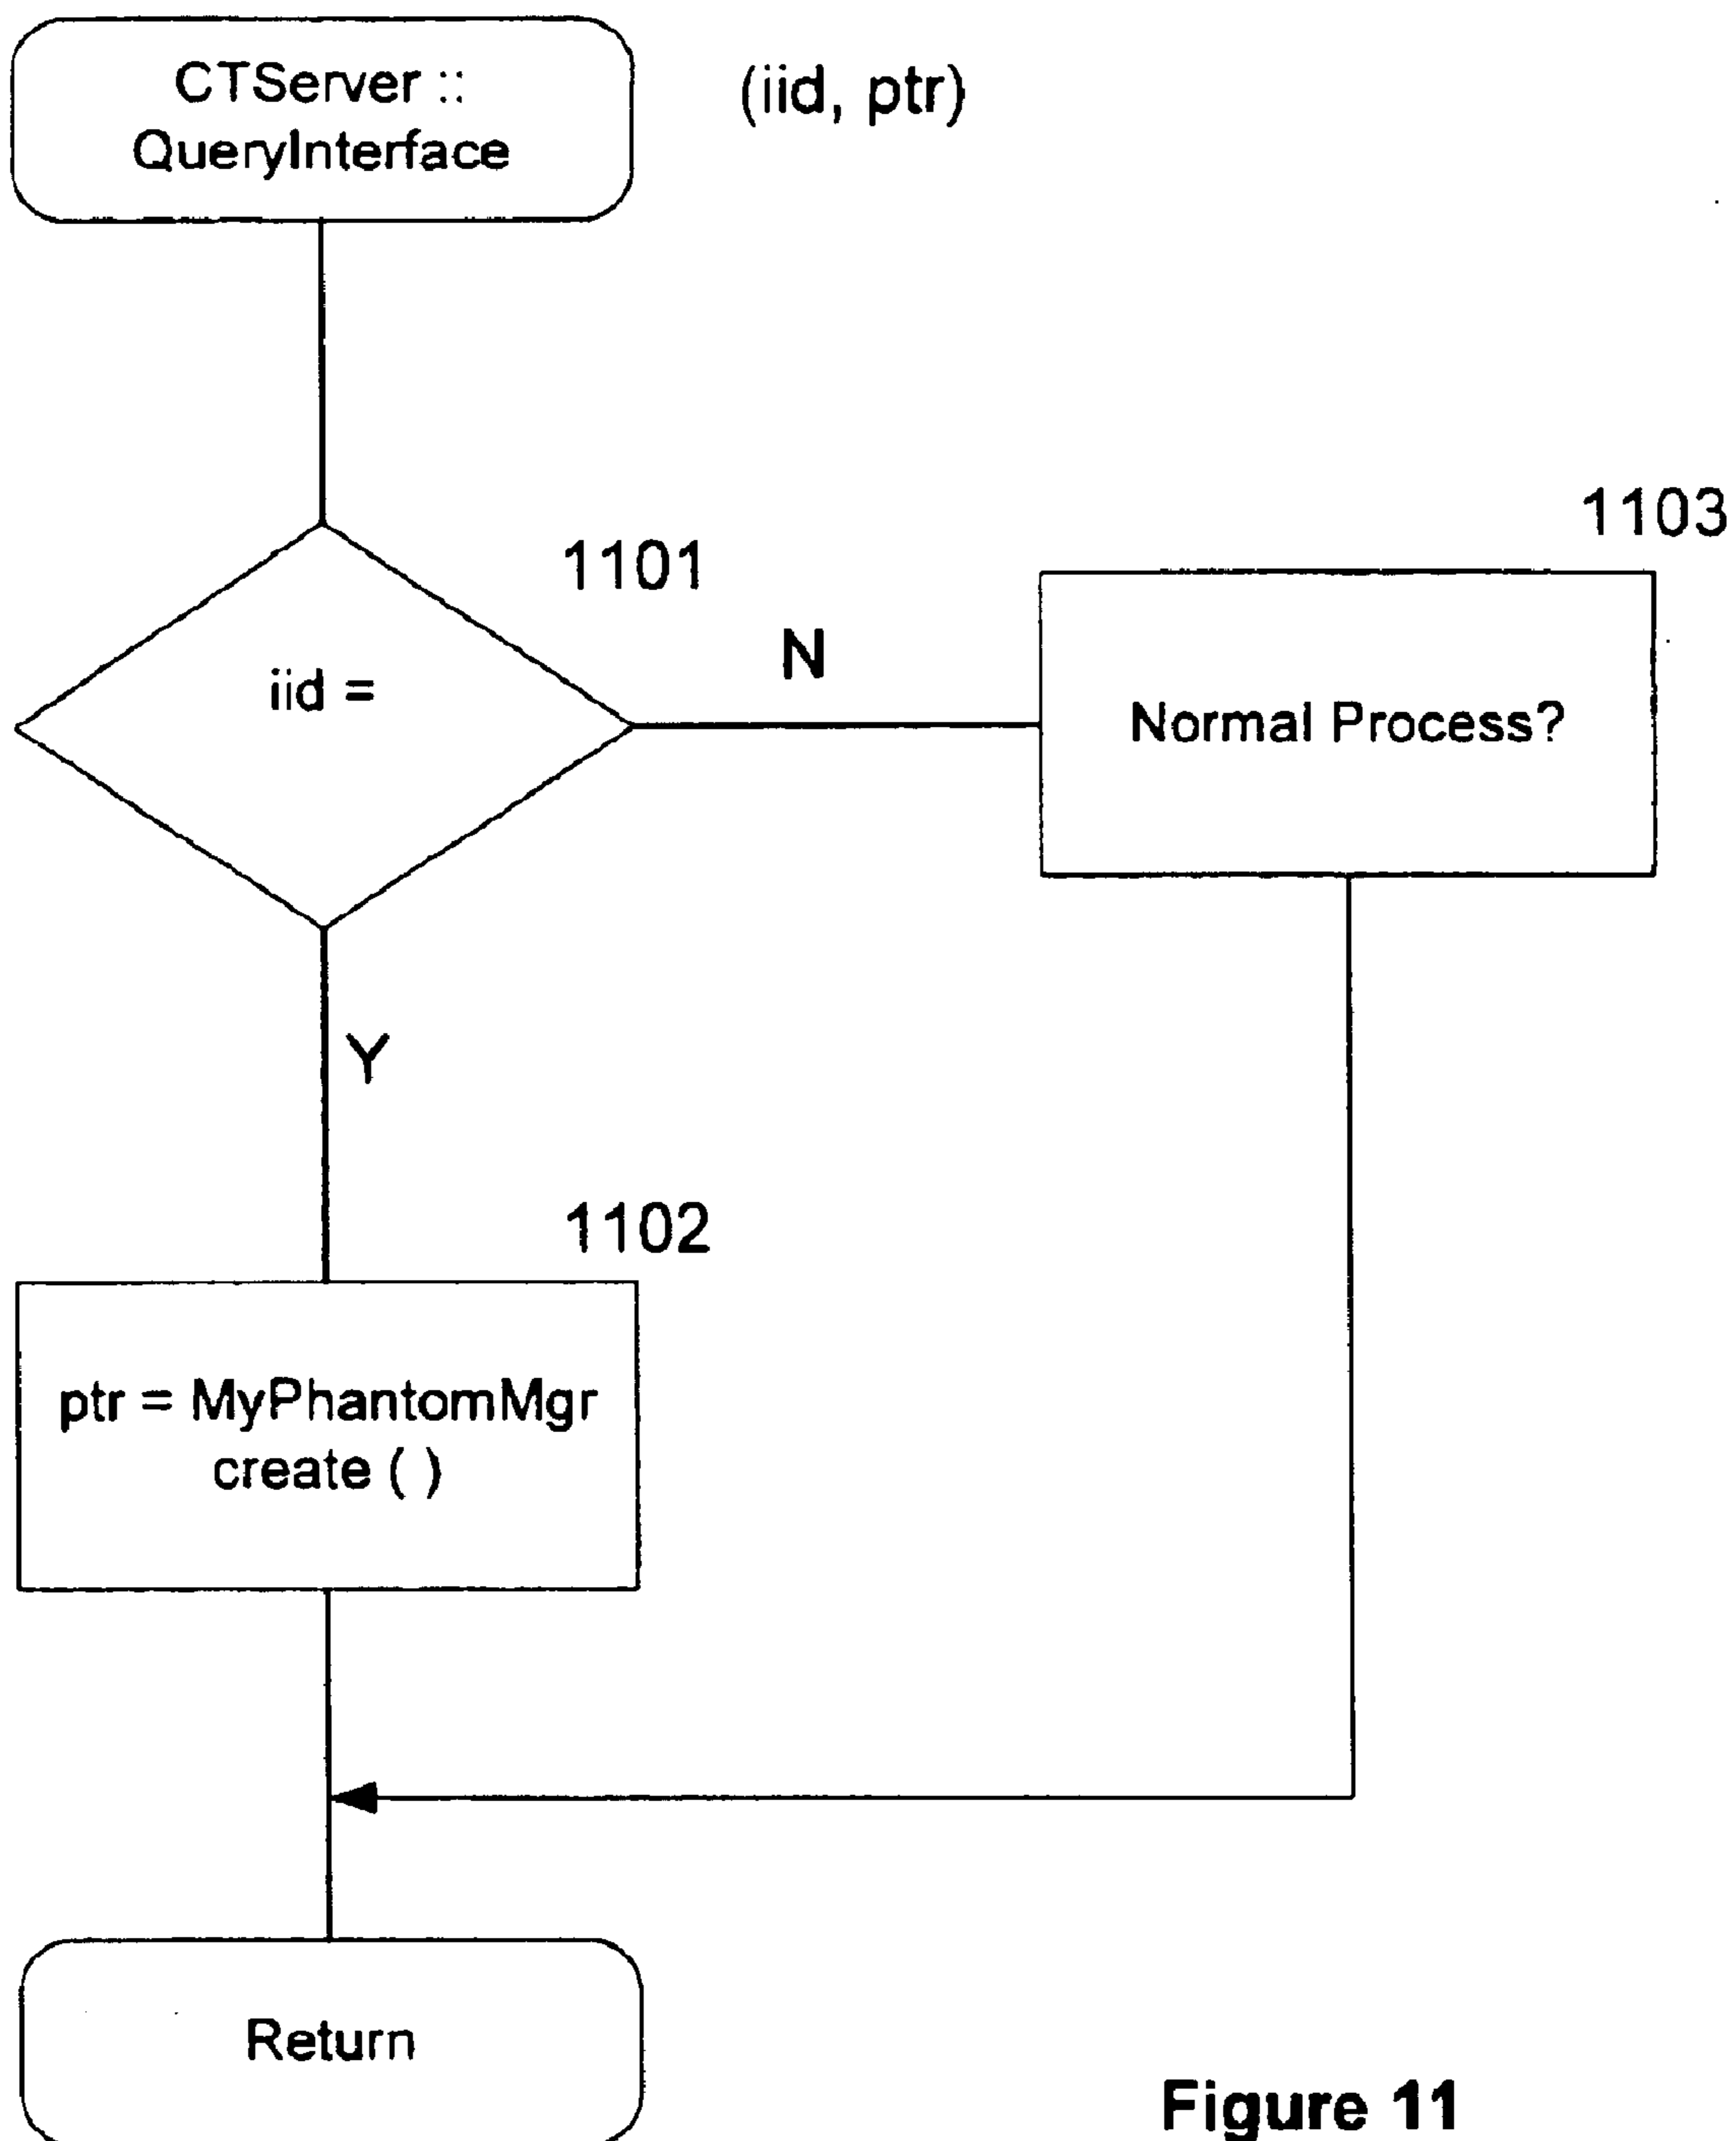 CTServer ::
QueryInterface
(iid, ptr)
1101
iid =
N
1103
Normal Process?
Y
1102
ptr = MyPhantomMgr
create ( )
Return
Figure 11